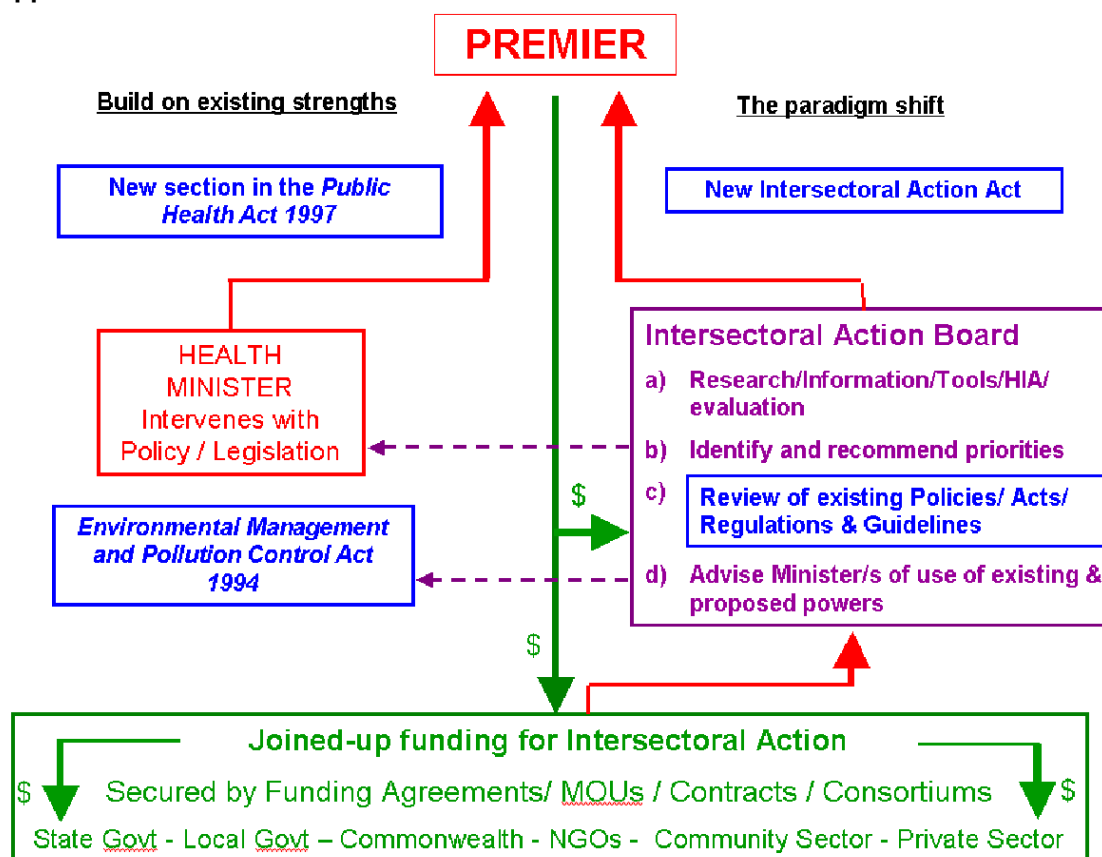 PREMIER
Build on existing strengths
The paradigm shift
New section in the Public
Health Act 1997
New Intersectoral Action Act
HEALTH
MINISTER
Intervenes with
Policy / Legislation
Intersectoral Action Board
a) Research/Information/Tools/HIA/
evaluation
b) Identify and recommend priorities
c) Review of existing Policies/ Acts/
Regulations & Guidelines
d) Advise Minister/s of use of existing &
proposed powers
$
Environmental Management
and Pollution Control Act
1994
$
Joined-up funding for Intersectoral Action
$ Secured by Funding Agreements/ MOUs / Contracts / Consortiums $
State Govt - Local Govt – Commonwealth - NGOs - Community Sector - Private Sector